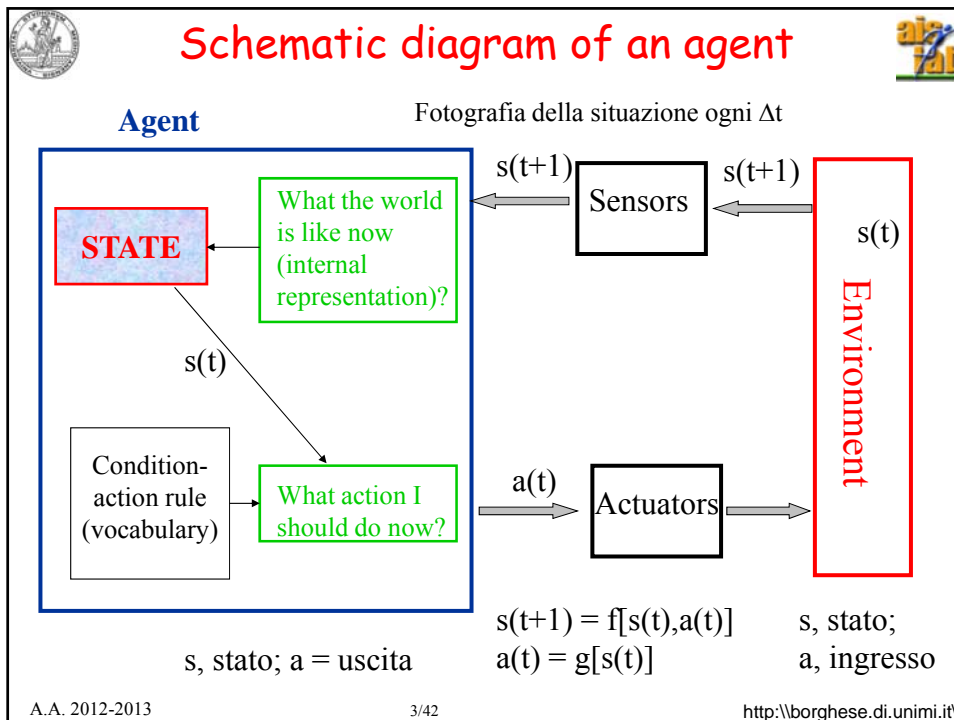 Schematic diagram of an agent
Agent
Fotografia della situazione ogni Δt
s(t+1)
Sensors
s(t+1)
s(t)
Environment
What the world
is like now
(internal
representation)?
STATE
s(t)
Condition-
action rule
(vocabulary)
What action I
should do now?
a(t)
Actuators
s(t+1) = f[s(t),a(t)]
a(t) = g[s(t)]
s, stato;
a, ingresso
s, stato; a = uscita
A.A. 2012-2013
3/42
http:\\borghese.di.unimi.it\